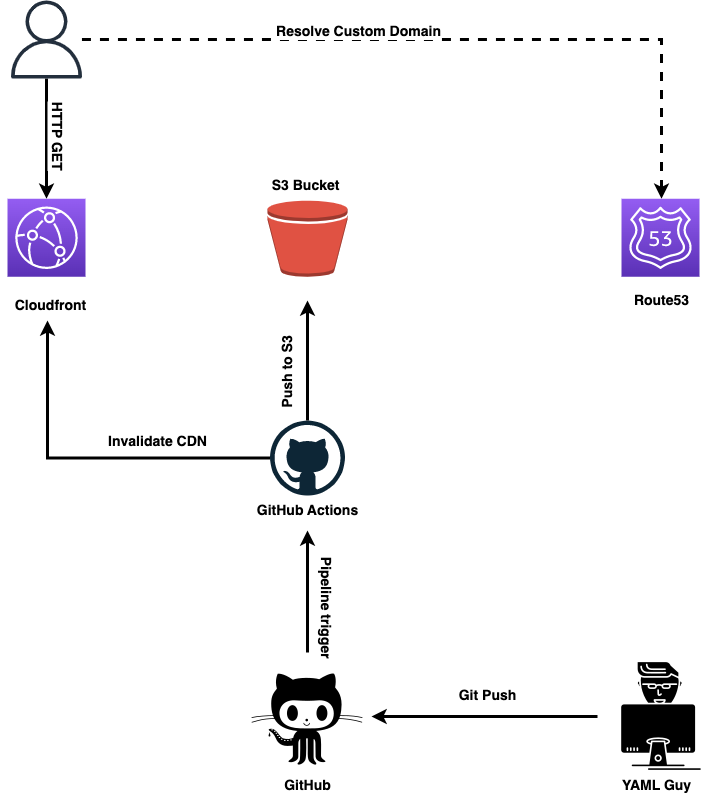 Resolve Custom Domain
HTTP GET
S3 Bucket
53
Cloudfront
Route53
Push to S3
Invalidate CDN
GitHub Actions
Pipeline trigger
Git Push
GitHub
YAML Guy